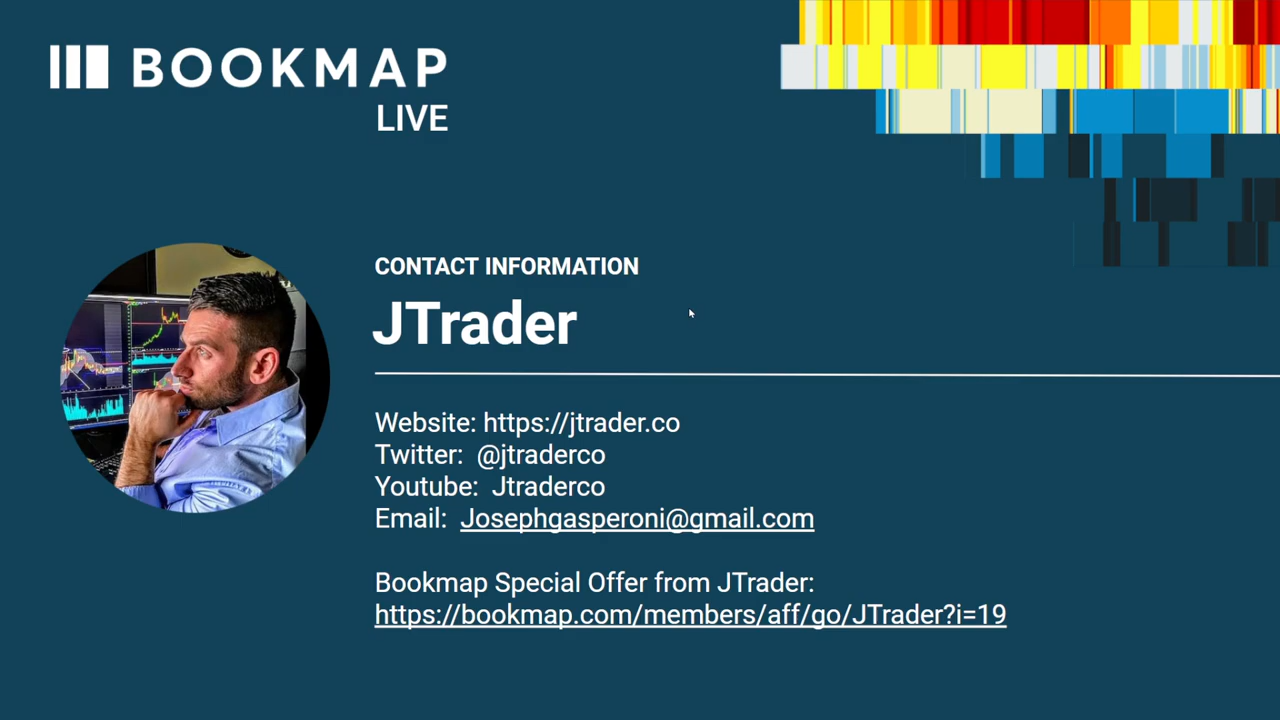 BOOKMAP
LIVE
CONTACT INFORMATION
JTrader
Website: https://jtrader.co
Twitter: @jtraderco
Youtube: Jtraderco
Email: Josephgasperoni@gmail.com
Bookmap Special Offer from JTrader:
https://bookmap.com/members/aff/go/JTrader?i=19